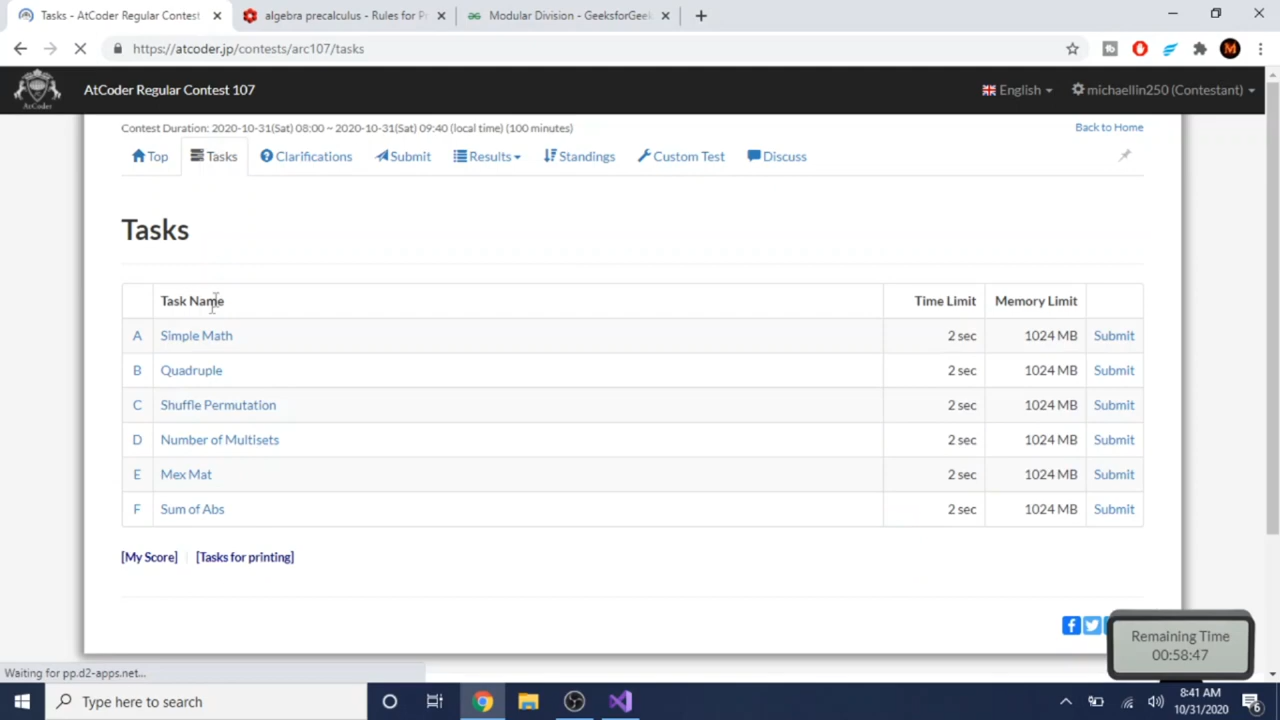 Tasks - AtCoder Regular Contest
algebra precalculus - Rules for Pr
Modular Division - GeeksforGeek
https://atcoder.jp/contests/arc107/tasks
M
AtCoder
AtCoder Regular Contest 107
English
michaellin250 (Contestant)
Contest Duration: 2020-10-31(Sat) 08:00 ~ 2020-10-31(Sat) 09:40 (local time) (100 minutes)
Back to Home
Top
Tasks
Clarifications
Submit
Results
Standings
Custom Test
Discuss
Tasks
Task Name Time Limit Memory Limit
A Simple Math 2 sec 1024 MB Submit
B Quadruple 2 sec 1024 MB Submit
C Shuffle Permutation 2 sec 1024 MB Submit
D Number of Multisets 2 sec 1024 MB Submit
E Mex Mat 2 sec 1024 MB Submit
F Sum of Abs 2 sec 1024 MB Submit
[My Score] | [Tasks for printing]
Remaining Time
00:58:47
Waiting for pp.d2-apps.net...
Type here to search
8:41 AM
10/31/2020
6